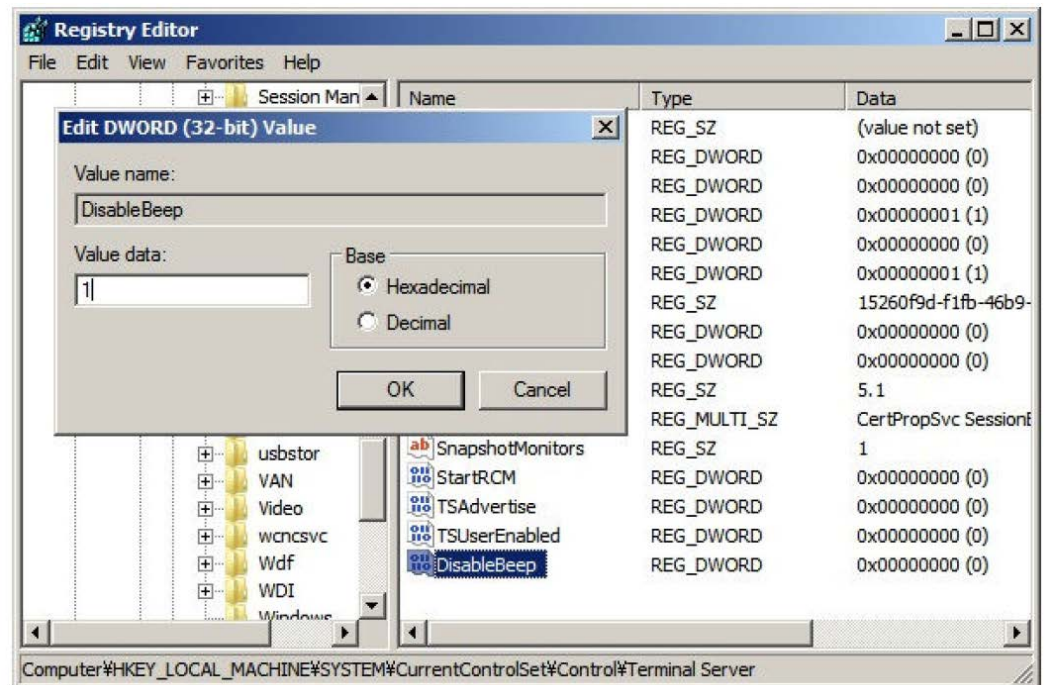 Registry Editor
File Edit View Favorites Help
Session Man
Name Type Data
Edit DWORD (32-bit) Value
Value name:
DisableBeep
Value data:
1
Base
Hexadecimal
Decimal
OK Cancel
REG_SZ (value not set)
REG_DWORD 0x00000000 (0)
REG_DWORD 0x00000000 (0)
REG_DWORD 0x00000001 (1)
REG_DWORD 0x00000000 (0)
REG_DWORD 0x00000001 (1)
REG_SZ 15260f9d-f1fb-46b9-
REG_DWORD 0x00000000 (0)
REG_DWORD 0x00000000 (0)
REG_SZ 5.1
REG_MULTI_SZ CertPropSvc SessionE
usbstor
VAN
Video
wcncsvc
Wdf
WDI
Windows
SnapshotMonitors REG_SZ 1
StartRCM REG_DWORD 0x00000000 (0)
TSAdvertise REG_DWORD 0x00000000 (0)
TSUserEnabled REG_DWORD 0x00000000 (0)
DisableBeep REG_DWORD 0x00000000 (0)
Computer¥HKEY_LOCAL_MACHINE¥SYSTEM¥CurrentControlSet¥Control¥Terminal Server